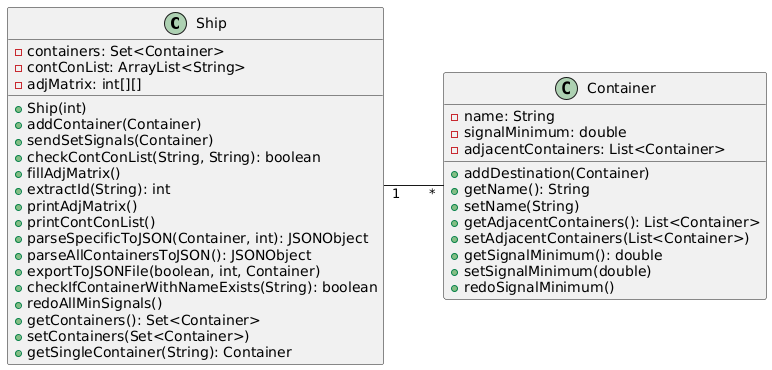 C Ship
containers: Set<Container>
contConList: ArrayList<String>
adjMatrix: int[][]
Ship(int)
addContainer(Container)
sendSetSignals(Container)
checkContConList(String, String): boolean
fillAdjMatrix()
extractId(String): int
printAdjMatrix()
printContConList()
parseSpecificToJSON(Container, int): JSONObject
parseAllContainersToJSON(): JSONObject
exportToJSONFile(boolean, int, Container)
checkIfContainerWithNameExists(String): boolean
redoAllMinSignals()
getContainers(): Set<Container>
setContainers(Set<Container>)
getSingleContainer(String): Container
1 *
C Container
name: String
signalMinimum: double
adjacentContainers: List<Container>
addDestination(Container)
getName(): String
setName(String)
getAdjacentContainers(): List<Container>
setAdjacentContainers(List<Container>)
getSignalMinimum(): double
setSignalMinimum(double)
redoSignalMinimum()